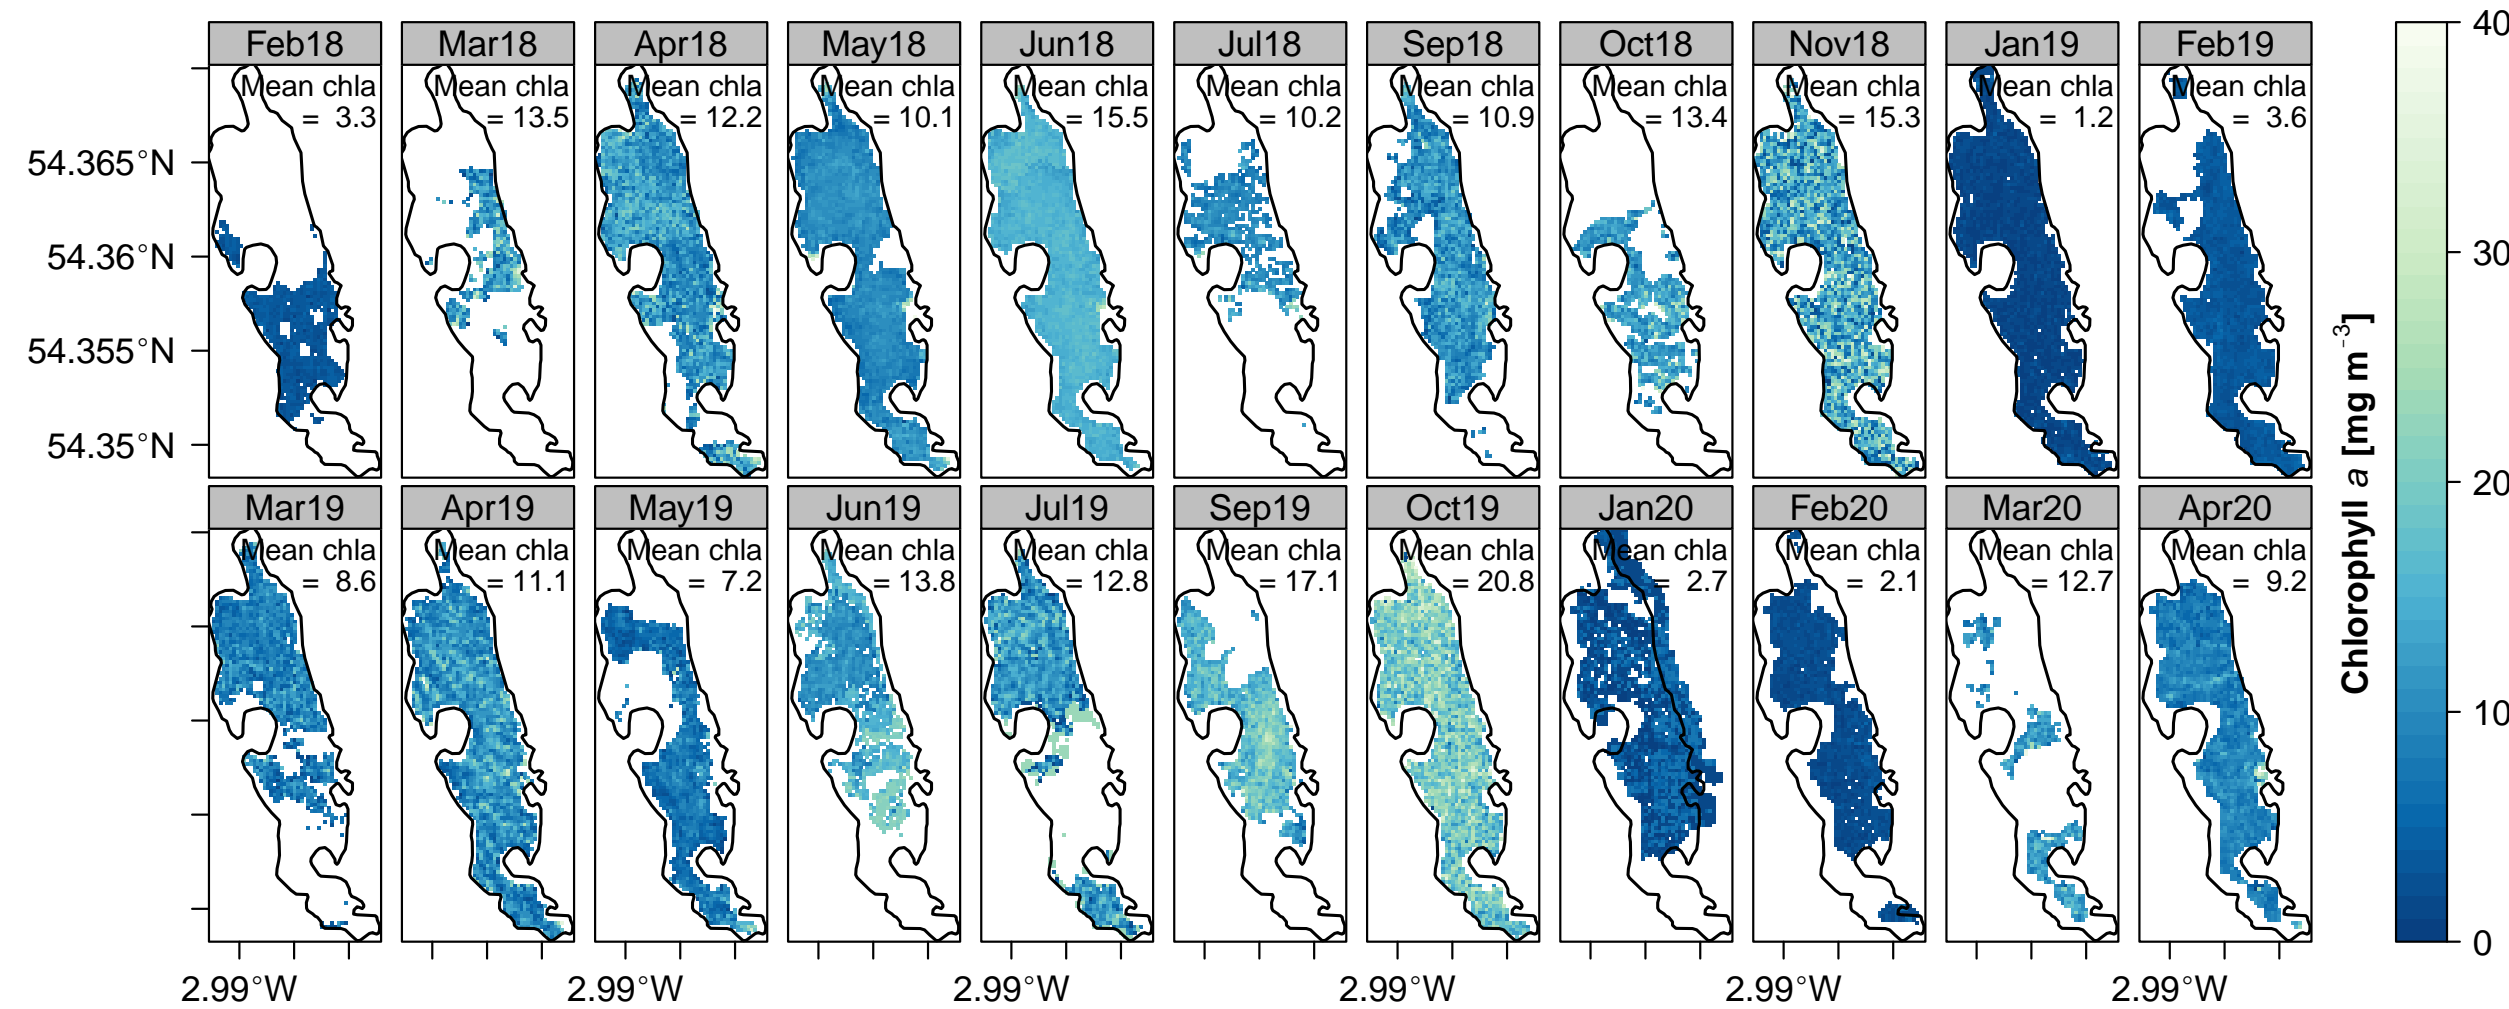 Feb18 Mar18 Apr18 May18 Jun18 Jul18 Sep18 Oct18 Nov18 Jan19 Feb19
Mean chla Mean chla Mean chla Mean chla Mean chla Mean chla Mean chla Mean chla Mean chla Mean chla Mean chla
= 3.3 = 13.5 = 12.2 = 10.1 = 15.5 = 10.2 = 10.9 = 13.4 = 15.3 = 1.2 = 3.6
54.365°N
54.36°N
54.355°N
54.35°N
Mar19 Apr19 May19 Jun19 Jul19 Sep19 Oct19 Jan20 Feb20 Mar20 Apr20
Mean chla Mean chla Mean chla Mean chla Mean chla Mean chla Mean chla Mean chla Mean chla Mean chla Mean chla
= 8.6 = 11.1 = 7.2 = 13.8 = 12.8 = 17.1 = 20.8 = 2.7 = 2.1 = 12.7 = 9.2
2.99°W 2.99°W 2.99°W 2.99°W 2.99°W 2.99°W
Chlorophyll a [mg m⁻³]
40
30
20
10
0